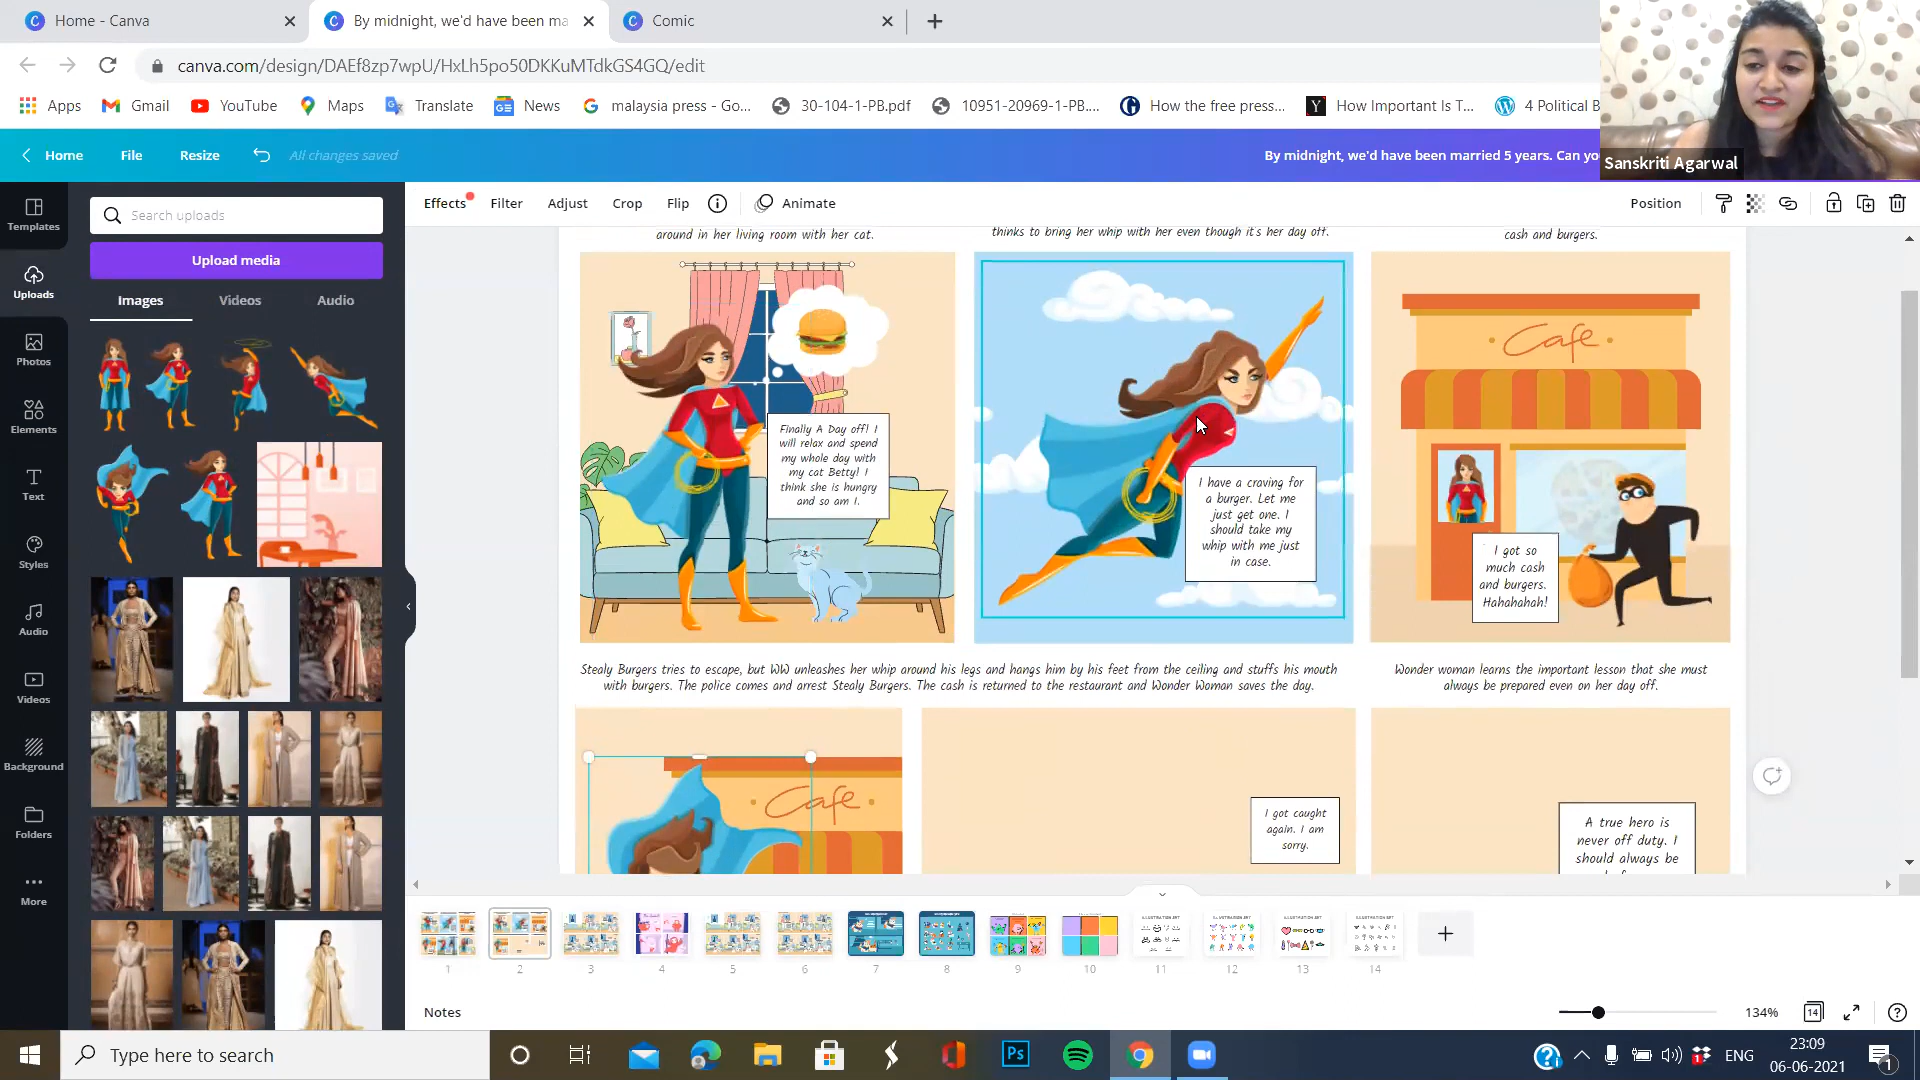 Home - Canva
By midnight, we'd have been ma
Comic
canva.com/design/DAEf8zp7wpU/HxLh5po50DKKuMTdkGS4GQ/edit
Apps
Gmail
YouTube
Maps
Translate
News
malaysia press - Go...
30-104-1-PB.pdf
10951-20969-1-PB....
How the free press...
How Important Is T...
4 Political B
Home
File
Resize
All changes saved
By midnight, we'd have been married 5 years. Can yo
Sanskriti Agarwal
Templates
Uploads
Photos
Elements
Text
Styles
Audio
Videos
Background
Folders
More
Search uploads
Upload media
Images
Videos
Audio
Effects
Filter
Adjust
Crop
Flip
Animate
Position
around in her living room with her cat.
thinks to bring her whip with her even though it's her day off.
cash and burgers.
Finally A Day off! I
will relax and spend
my whole day with
my cat Betty! I
think she is hungry
and so am I.
I have a craving for
a burger. Let me
just get one. I
should take my
whip with me just
in case.
Cafe
I got so
much cash
and burgers.
Hahahahah!
Stealy Burgers tries to escape, but WW unleashes her whip around his legs and hangs him by his feet from the ceiling and stuffs his mouth
with burgers. The police comes and arrest Stealy Burgers. The cash is returned to the restaurant and Wonder Woman saves the day.
Wonder woman learns the important lesson that she must
always be prepared even on her day off.
Cafe
I got caught
again. I am
sorry.
A true hero is
never off duty. I
should always be
1
2
3
4
5
6
7
8
9
10
11
12
13
14
Notes
134%
14
Type here to search
Ps
ENG
23:09
06-06-2021
1